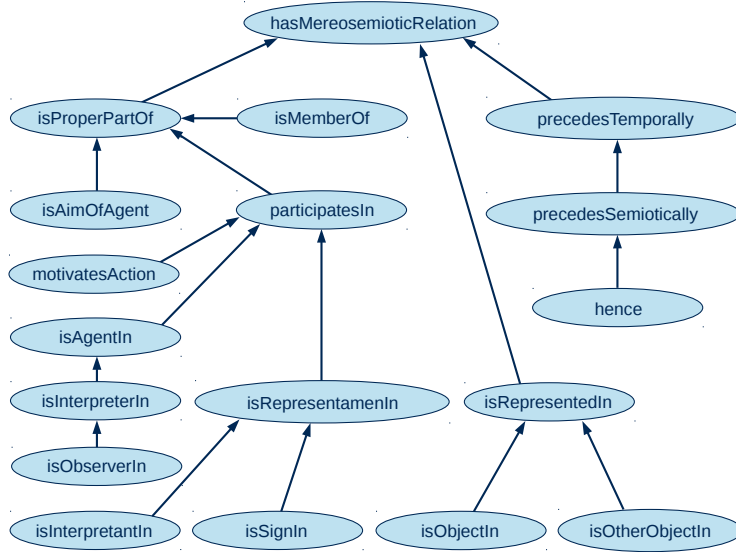 hasMereosemioticRelation
isProperPartOf
isMemberOf
precedesTemporally
isAimOfAgent
participatesIn
precedesSemiotically
motivatesAction
hence
isAgentIn
isInterpreterIn
isRepresentamenIn
isRepresentedIn
isObserverIn
isInterpretantIn
isSignIn
isObjectIn
isOtherObjectIn